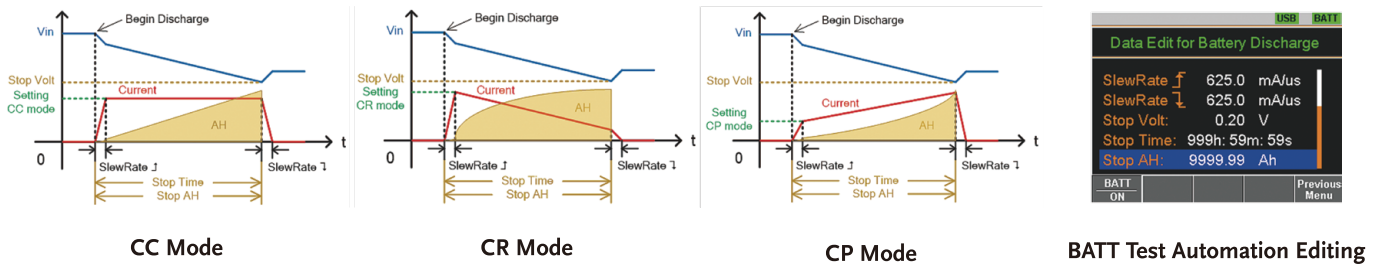 Begin Discharge
Vin
Stop Volt
Setting
CC mode
Current
AH
t
0
SlewRate
SlewRate
Stop Time
Stop AH
CC Mode
Begin Discharge
Vin
Stop Volt
Setting
CR mode
Current
AH
t
0
SlewRate
SlewRate
Stop Time
Stop AH
CR Mode
Begin Discharge
Vin
Stop Volt
Setting
CP mode
Current
AH
t
0
SlewRate
SlewRate
Stop Time
Stop AH
CP Mode
USB BATT
Data Edit for Battery Discharge
SlewRate 625.0 mA/us
SlewRate 625.0 mA/us
Stop Volt: 0.20 V
Stop Time: 999h: 59m: 59s
Stop AH: 9999.99 Ah
BATT
ON
Previous
Menu
BATT Test Automation Editing